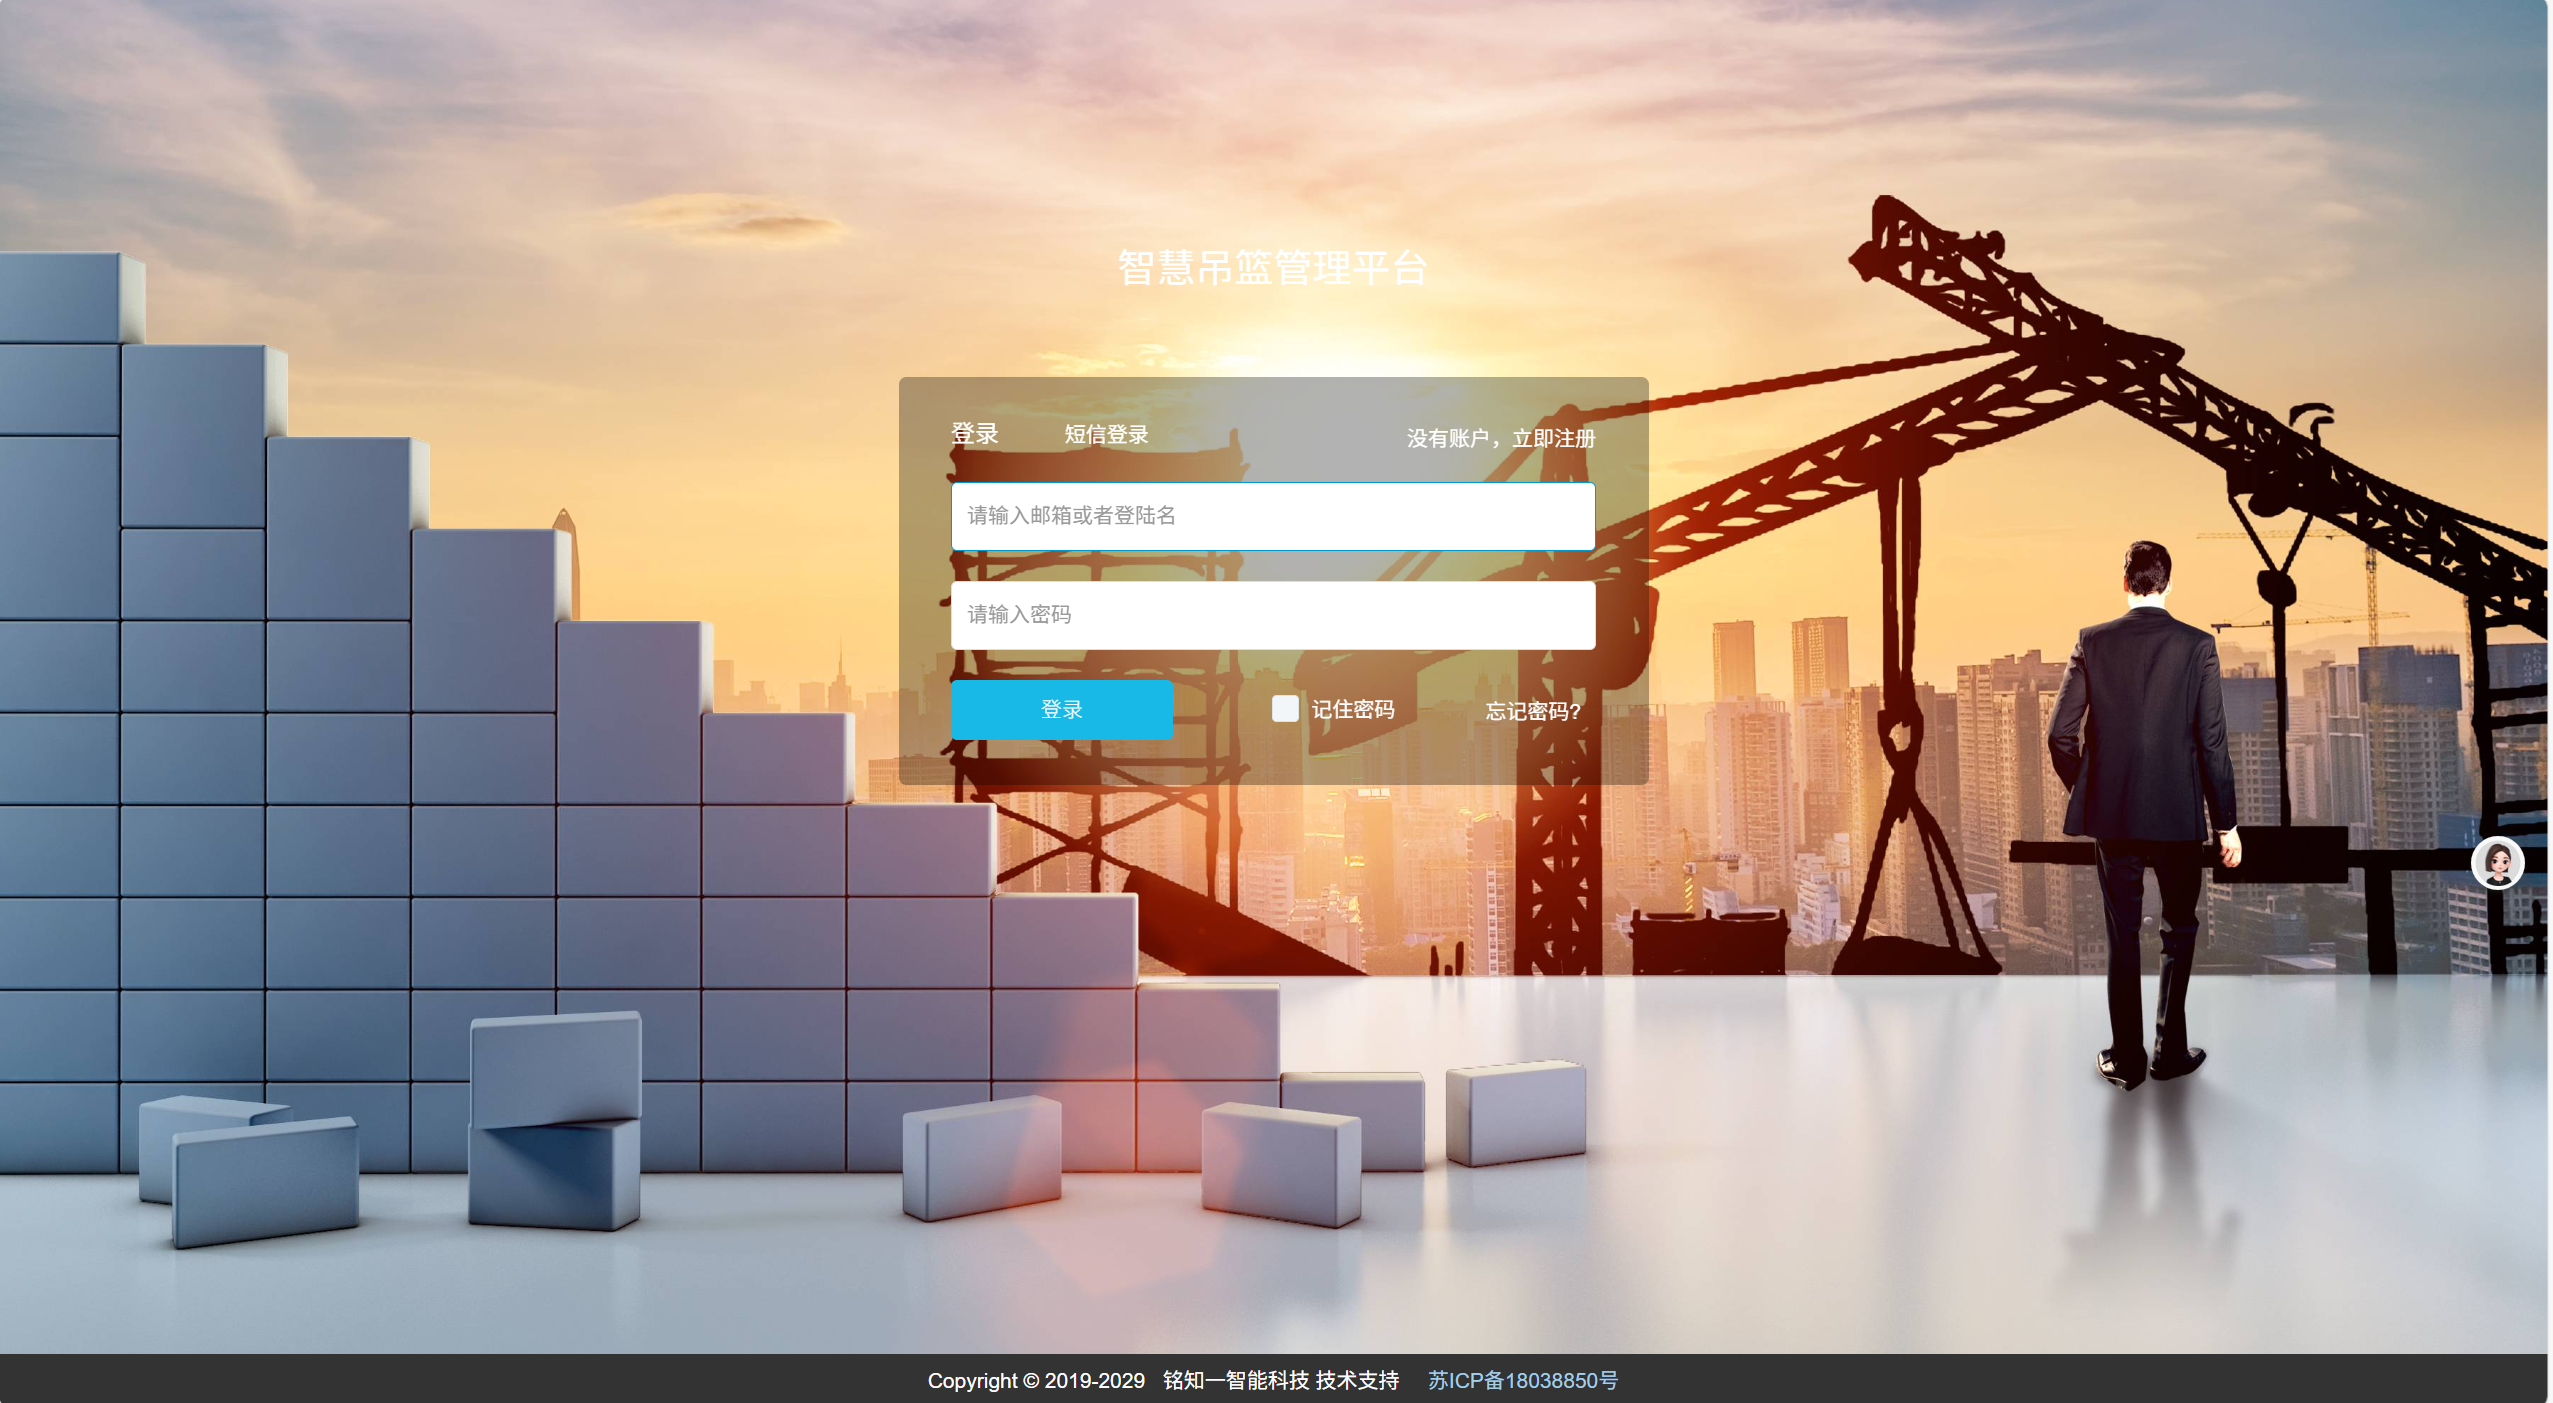 智慧吊篮管理平台
登录 短信登录 没有账户，立即注册
请输入邮箱或者登陆名
请输入密码
登录 记住密码 忘记密码?
Copyright © 2019-2029 铭知一智能科技 技术支持 苏ICP备18038850号